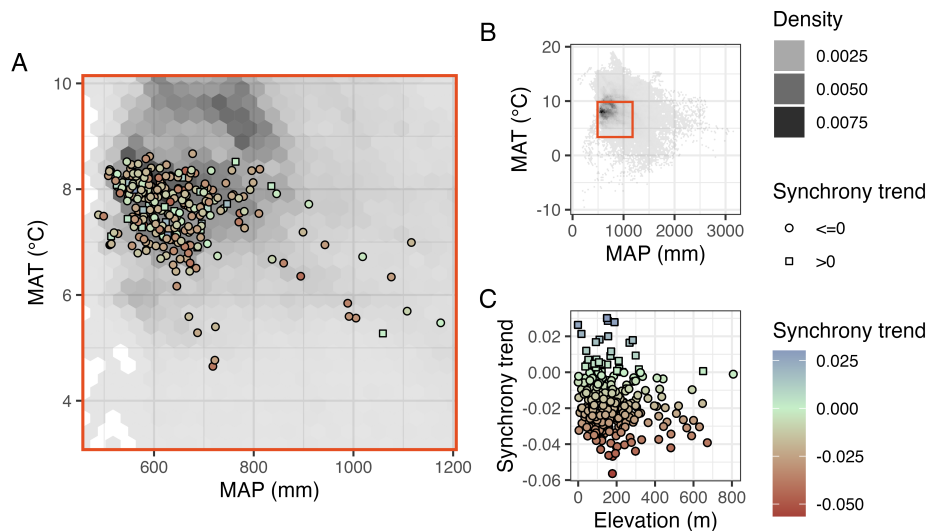 A
MAT (°C)
10
8
6
4
600
800
1000
1200
MAP (mm)
B
MAT (°C)
20
10
0
-10
0
1000
2000
3000
MAP (mm)
C
Synchrony trend
0.02
0.00
-0.02
-0.04
-0.06
0
200
400
600
800
Elevation (m)
Density
0.0025
0.0050
0.0075
Synchrony trend
<=0
>0
Synchrony trend
0.025
0.000
-0.025
-0.050